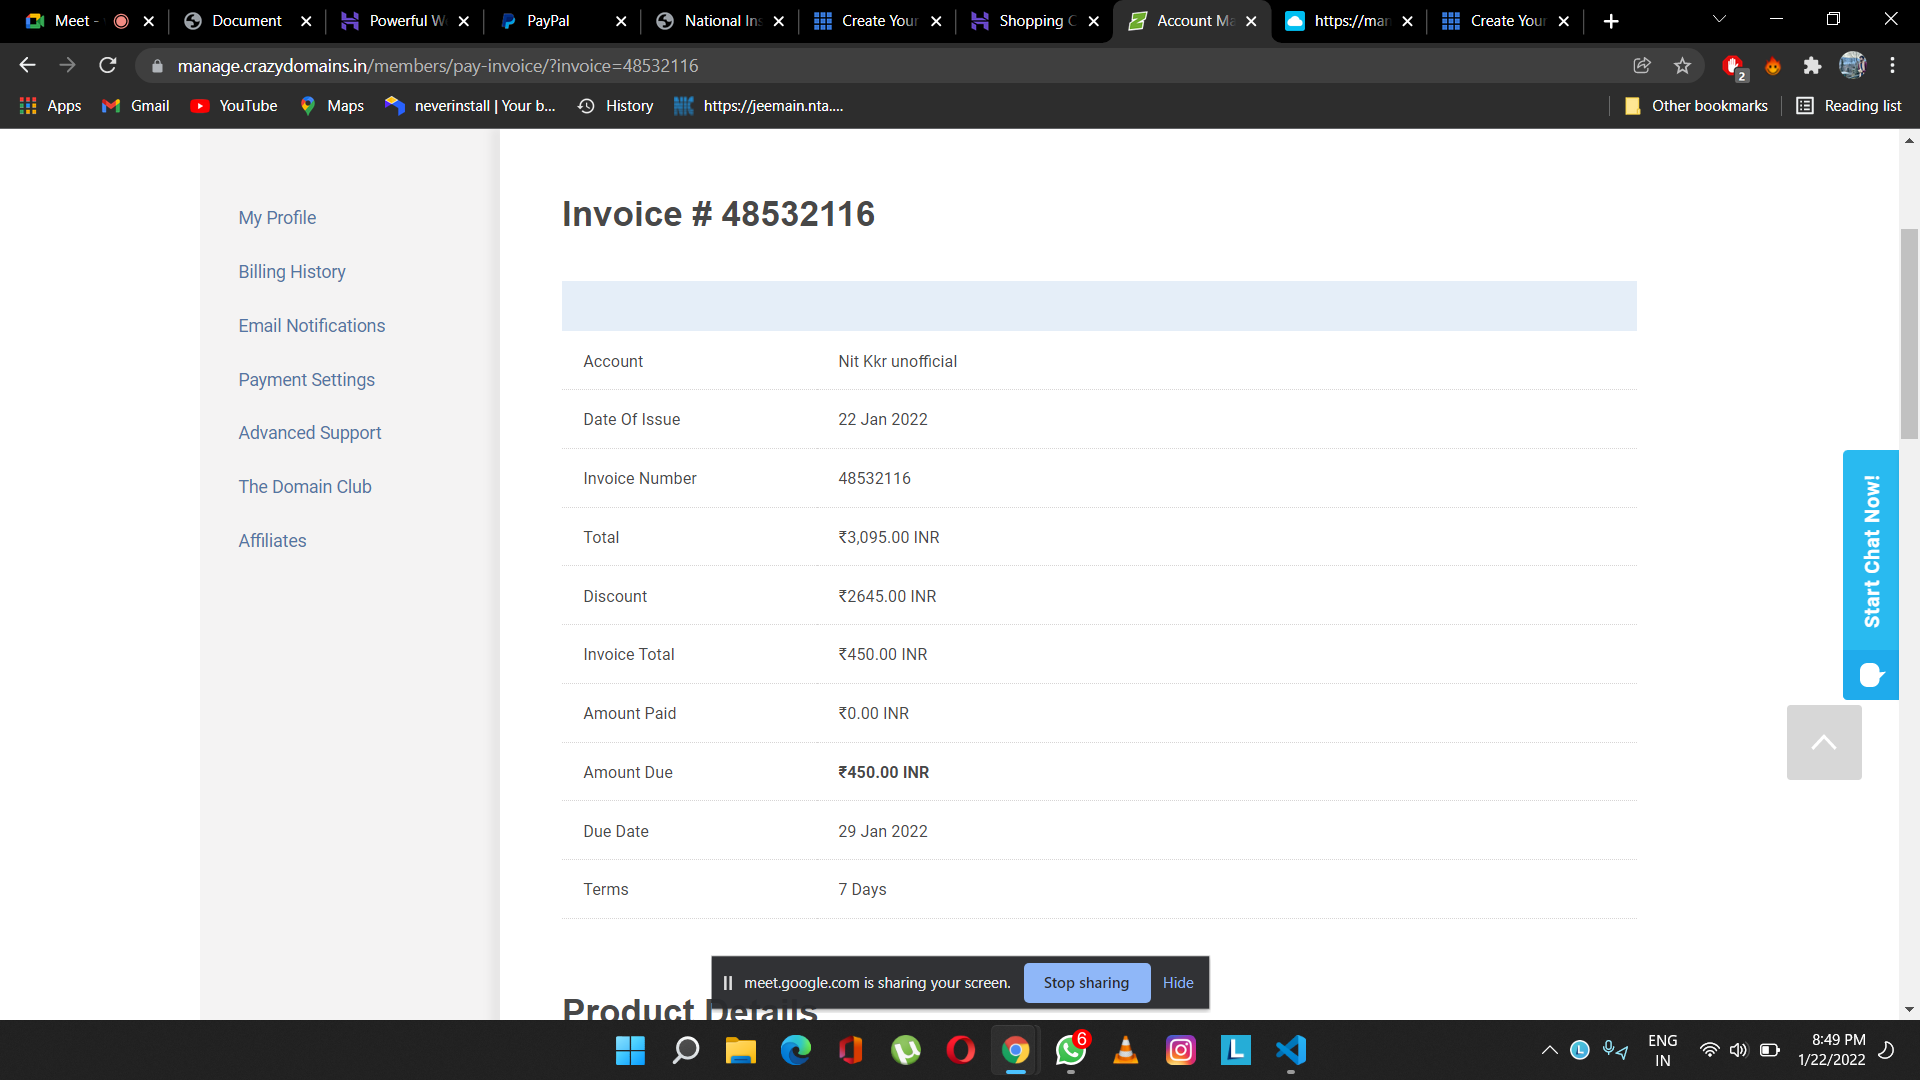 Meet -
Document
Powerful W
PayPal
National Ins
Create Your
Shopping C
Account Ma
https://man
Create Your
manage.crazydomains.in/members/pay-invoice/?invoice=48532116
2
Apps
Gmail
YouTube
Maps
neverinstall | Your b...
History
https://jeemain.nta....
Other bookmarks
Reading list
My Profile
Billing History
Email Notifications
Payment Settings
Advanced Support
The Domain Club
Affiliates
Invoice # 48532116
Account Nit Kkr unofficial
Date Of Issue 22 Jan 2022
Invoice Number 48532116
Total ₹3,095.00 INR
Discount ₹2645.00 INR
Invoice Total ₹450.00 INR
Amount Paid ₹0.00 INR
Amount Due ₹450.00 INR
Due Date 29 Jan 2022
Terms 7 Days
Product Details
Start Chat Now!
meet.google.com is sharing your screen. Stop sharing Hide
6
ENG
IN
8:49 PM
1/22/2022